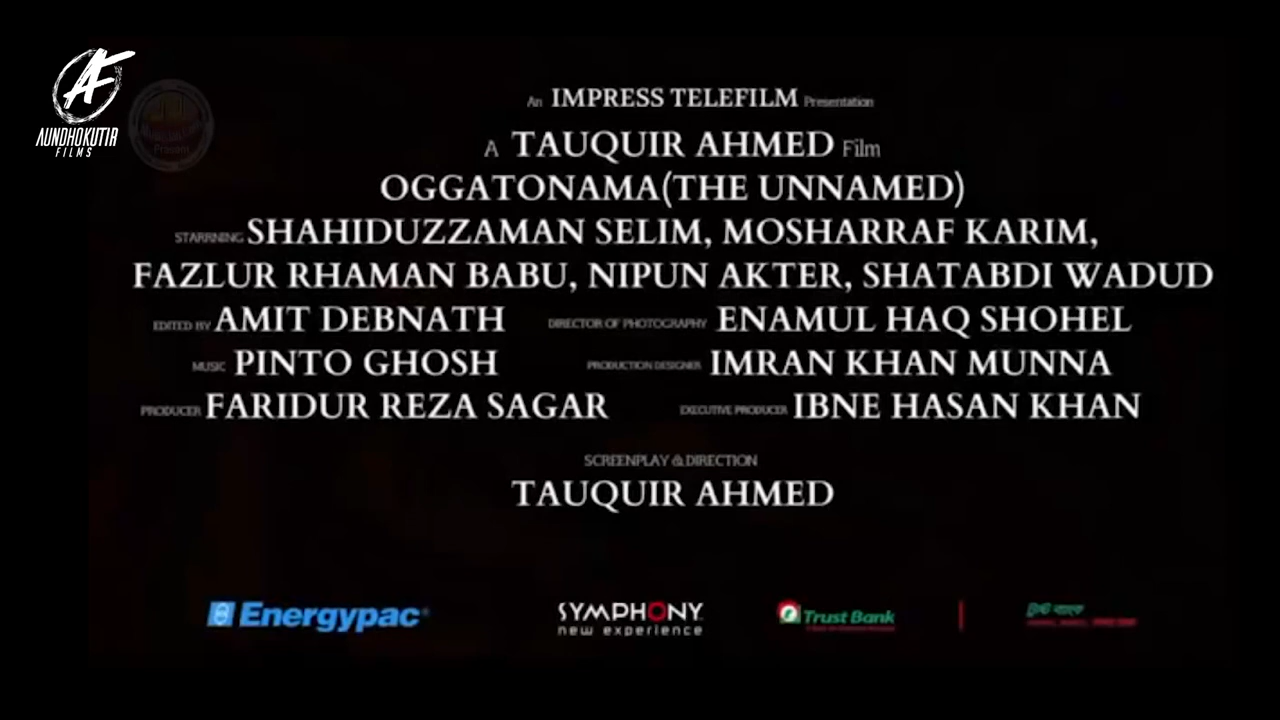 AF
AUNDHOKUTIR
FILMS
Present
An IMPRESS TELEFILM Presentation
A TAUQUIR AHMED Film
OGGATONAMA(THE UNNAMED)
STARRNING SHAHIDUZZAMAN SELIM, MOSHARRAF KARIM,
FAZLUR RHAMAN BABU, NIPUN AKTER, SHATABDI WADUD
EDITED BY AMIT DEBNATH DIRECTOR OF PHOTOGRAPHY ENAMUL HAQ SHOHEL
MUSIC PINTO GHOSH PRODUCTION DESIGNER IMRAN KHAN MUNNA
PRODUCER FARIDUR REZA SAGAR EXECUTIVE PRODUCER IBNE HASAN KHAN
SCREENPLAY & DIRECTION
TAUQUIR AHMED
Energypac
SYMPHONY
new experience
Trust Bank